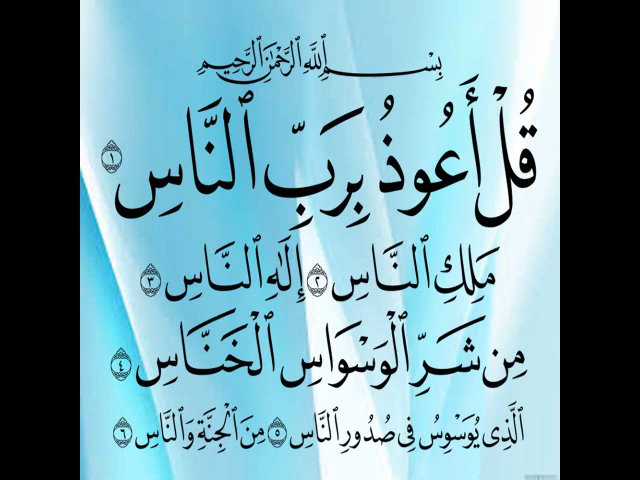 بِسْمِ ٱللَّهِ ٱلرَّحْمَٰنِ ٱلرَّحِيمِ
قُلْ أَعُوذُ بِرَبِّ ٱلنَّاسِ ١
مَلِكِ ٱلنَّاسِ ٢ إِلَٰهِ ٱلنَّاسِ ٣
مِن شَرِّ ٱلْوَسْوَاسِ ٱلْخَنَّاسِ ٤
ٱلَّذِى يُوَسْوِسُ فِى صُدُورِ ٱلنَّاسِ ٥ مِنَ ٱلْجِنَّةِ وَٱلنَّاسِ ٦